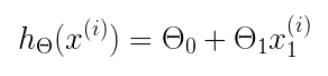 h_Θ(x^{(i)}) = Θ_0 + Θ_1 x_1^{(i)}